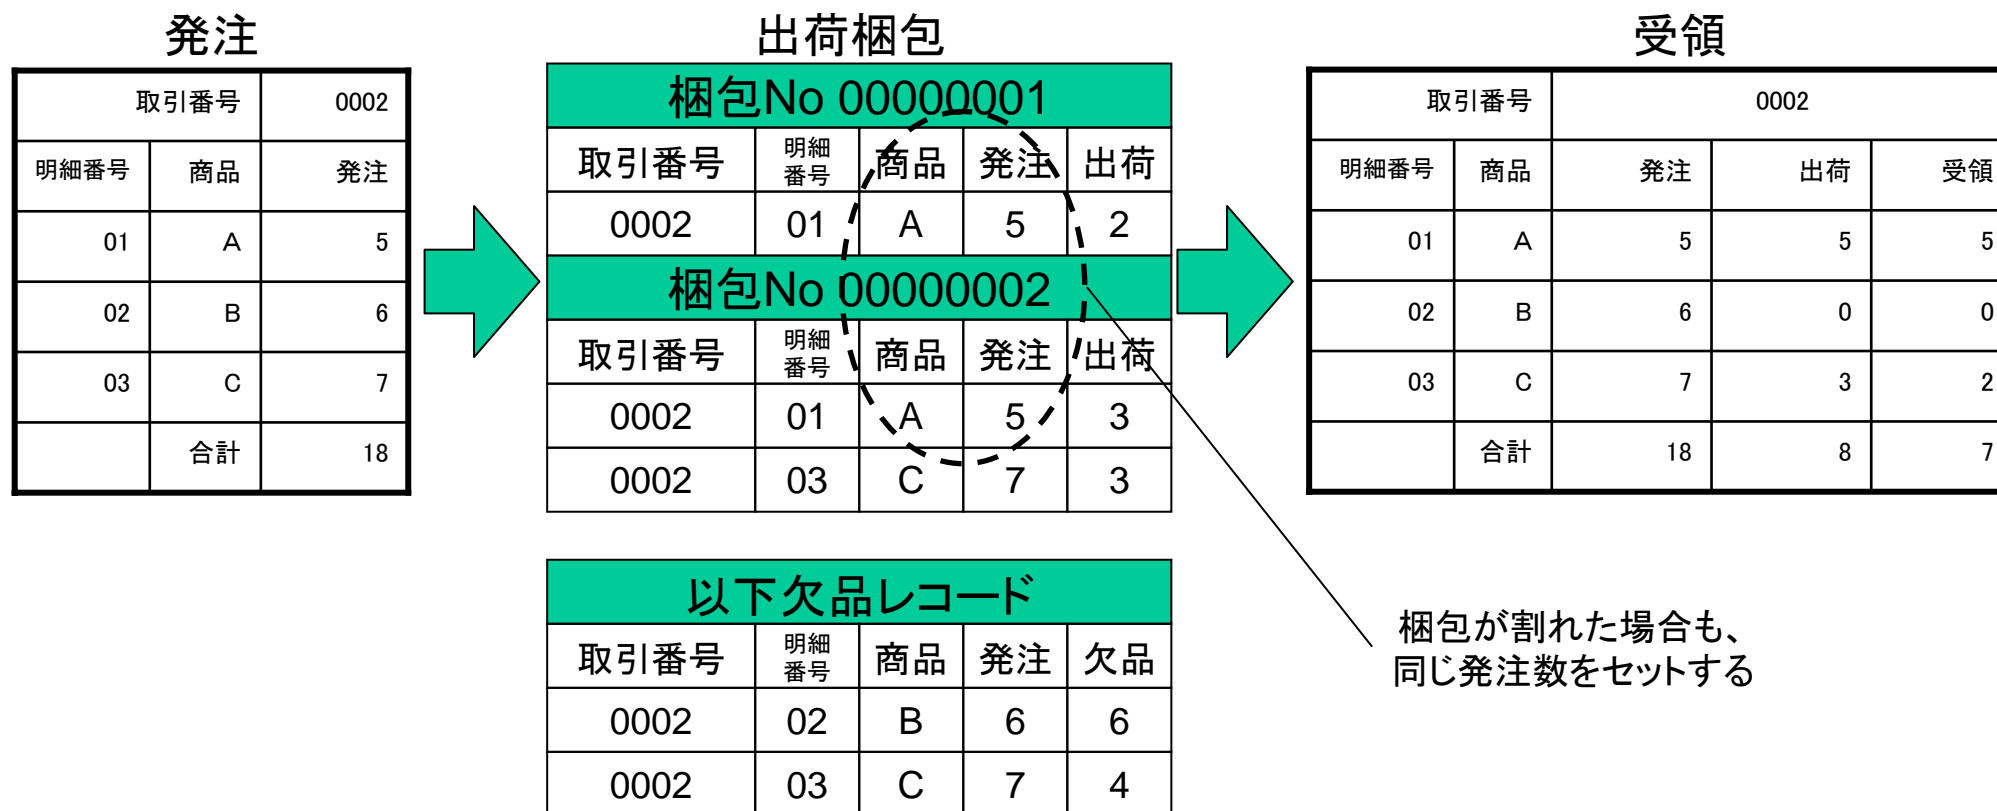 発注
取引番号 0002
明細番号 商品 発注
01 A 5
02 B 6
03 C 7
合計 18
出荷梱包
梱包No 00000001
取引番号 明細番号 商品 発注 出荷
0002 01 A 5 2
梱包No 00000002
取引番号 明細番号 商品 発注 出荷
0002 01 A 5 3
0002 03 C 7 3
以下欠品レコード
取引番号 明細番号 商品 発注 欠品
0002 02 B 6 6
0002 03 C 7 4
受領
取引番号 0002
明細番号 商品 発注 出荷 受領
01 A 5 5 5
02 B 6 0 0
03 C 7 3 2
合計 18 8 7
梱包が割れた場合も、
同じ発注数をセットする